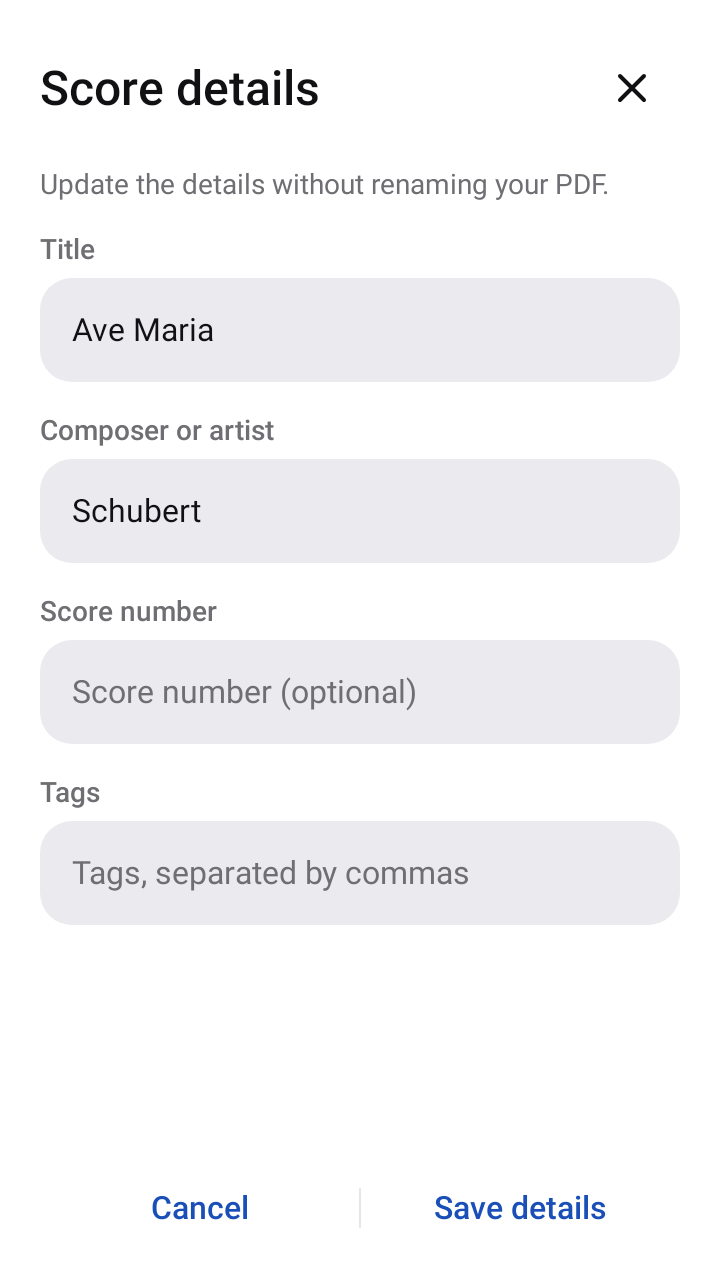 Score details
Update the details without renaming your PDF.
Title
Ave Maria
Composer or artist
Schubert
Score number
Score number (optional)
Tags
Tags, separated by commas
Cancel
Save details